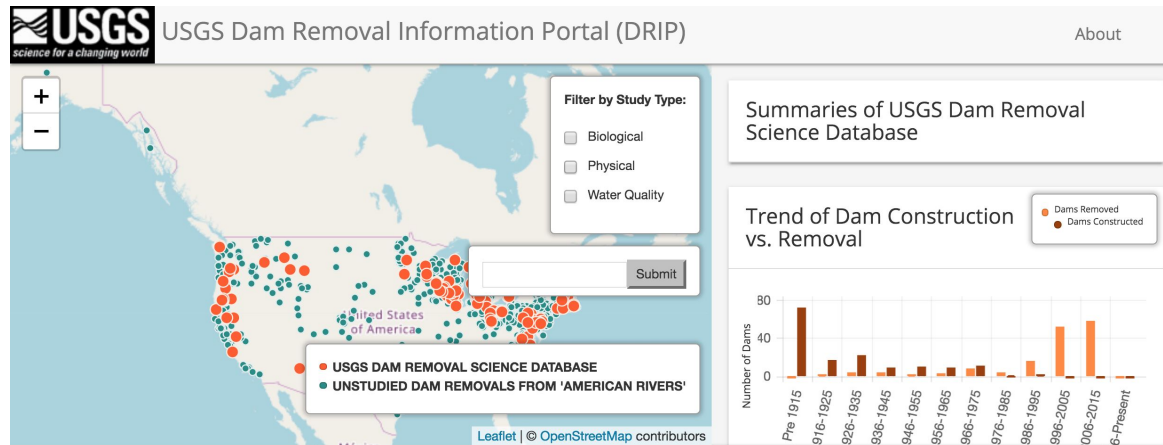 USGS
science for a changing world
USGS Dam Removal Information Portal (DRIP)
About
+
−
Filter by Study Type:
Biological
Physical
Water Quality
Submit
United States
of America
USGS DAM REMOVAL SCIENCE DATABASE
UNSTUDIED DAM REMOVALS FROM 'AMERICAN RIVERS'
Leaflet | © OpenStreetMap contributors
Summaries of USGS Dam Removal
Science Database
Trend of Dam Construction
vs. Removal
Dams Removed
Dams Constructed
Number of Dams
80
40
0
Pre 1915
916-1925
926-1935
936-1945
946-1955
956-1965
966-1975
976-1985
986-1995
996-2005
006-2015
6-Present